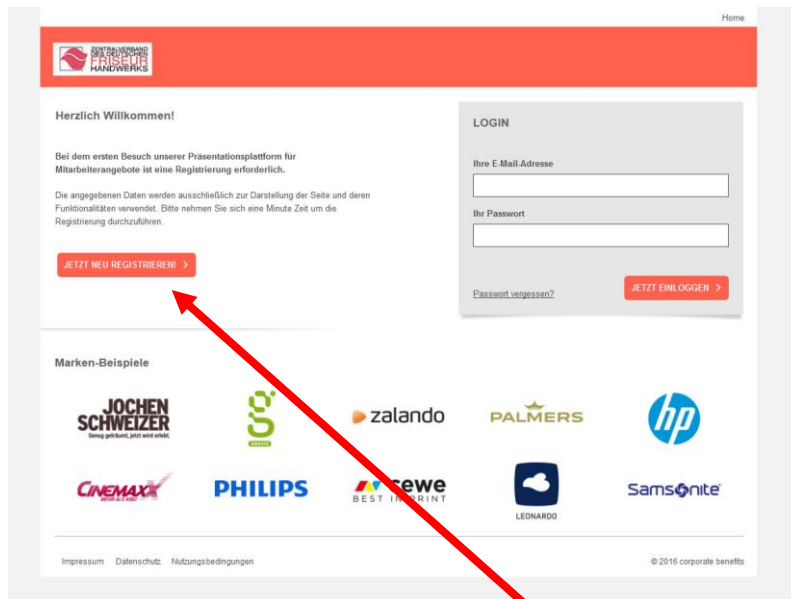 Home
ZENTRALVERBAND
DES DEUTSCHEN
FRISEUR
HANDWERKS
Herzlich Willkommen!
Bei dem ersten Besuch unserer Präsentationsplattform für
Mitarbeiterangebote ist eine Registrierung erforderlich.
Die angegebenen Daten werden ausschließlich zur Darstellung der Seite und deren
Funktionalitäten verwendet. Bitte nehmen Sie sich eine Minute Zeit um die
Registrierung durchzuführen.
JETZT NEU REGISTRIEREN! >
LOGIN
Ihre E-Mail-Adresse
Ihr Passwort
Passwort vergessen?
JETZT EINLOGGEN >
Marken-Beispiele
JOCHEN
SCHWEIZER
Genug geträumt, jetzt wird erlebt.
g
GRAVIS
zalando
PALMERS
hp
CINEMAXX
MEHR ALS KINO
PHILIPS
cewe
BEST IN PRINT
LEONARDO
Samsonite
Impressum Datenschutz Nutzungsbedingungen
© 2016 corporate benefits